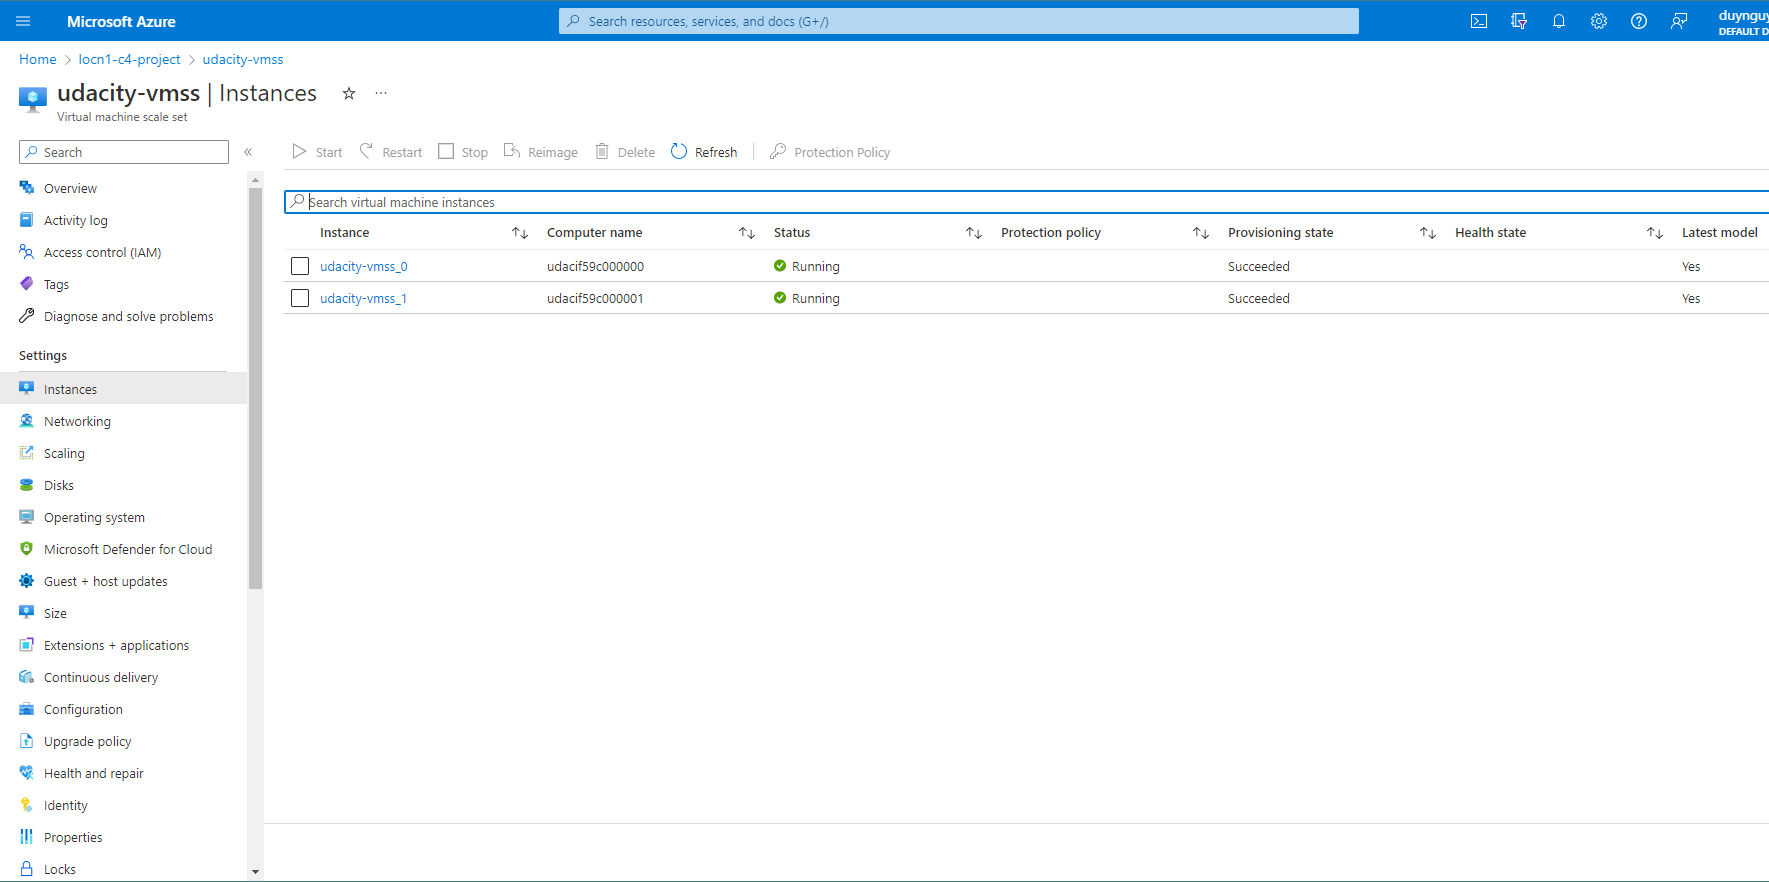 Microsoft Azure
Search resources, services, and docs (G+/)
duyngu
DEFAULT D
Home > locn1-c4-project > udacity-vmss
udacity-vmss | Instances
Virtual machine scale set
Search
Start Restart Stop Reimage Delete Refresh Protection Policy
Overview
Activity log
Access control (IAM)
Tags
Diagnose and solve problems
Settings
Instances
Networking
Scaling
Disks
Operating system
Microsoft Defender for Cloud
Guest + host updates
Size
Extensions + applications
Continuous delivery
Configuration
Upgrade policy
Health and repair
Identity
Properties
Locks
Search virtual machine instances
Instance Computer name Status Protection policy Provisioning state Health state Latest model
udacity-vmss_0 udacif59c000000 Running Succeeded Yes
udacity-vmss_1 udacif59c000001 Running Succeeded Yes